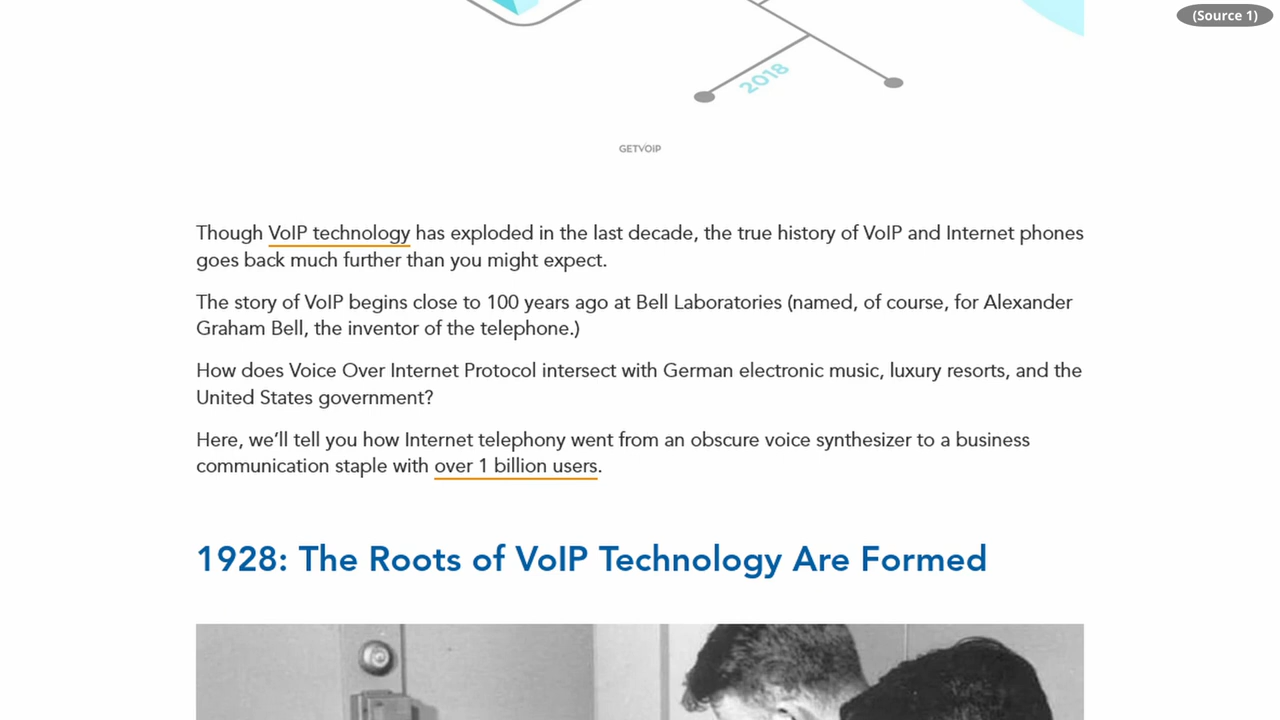 (Source 1)
2018
GETVOIP
Though VoIP technology has exploded in the last decade, the true history of VoIP and Internet phones
goes back much further than you might expect.
The story of VoIP begins close to 100 years ago at Bell Laboratories (named, of course, for Alexander
Graham Bell, the inventor of the telephone.)
How does Voice Over Internet Protocol intersect with German electronic music, luxury resorts, and the
United States government?
Here, we’ll tell you how Internet telephony went from an obscure voice synthesizer to a business
communication staple with over 1 billion users.
1928: The Roots of VoIP Technology Are Formed